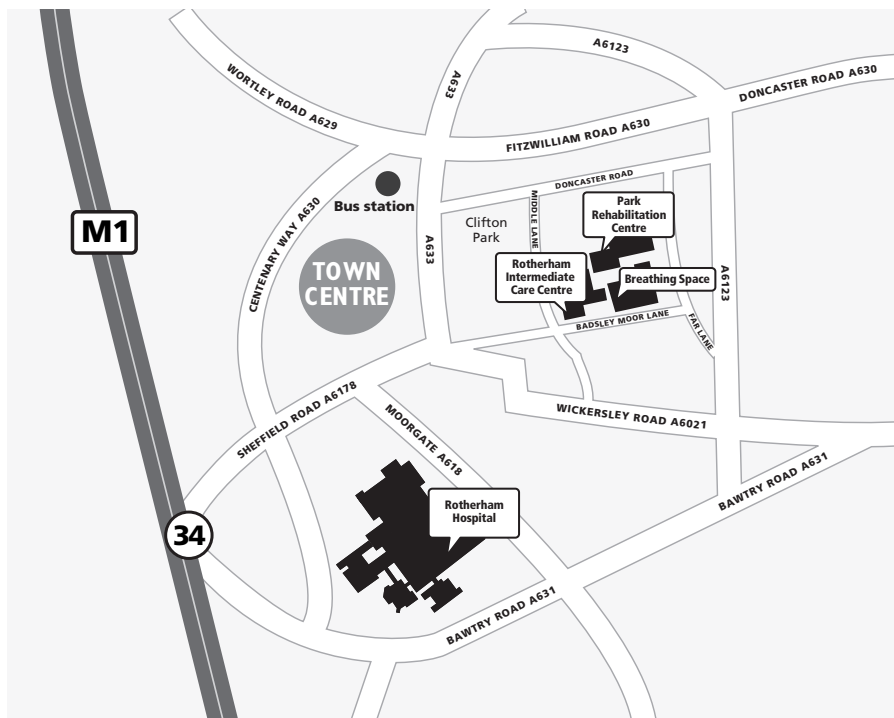 A6123
DONCASTER ROAD A630
WORTLEY ROAD A629
A633
FITZWILLIAM ROAD A630
DONCASTER ROAD
Bus station
MIDDLE LANE
Park
Rehabilitation
Centre
CENTENARY WAY A630
M1
Clifton
Park
A633
TOWN
CENTRE
Rotherham
Intermediate
Care Centre
Breathing Space
A6123
BADSLEY MOOR LANE
FAR LANE
SHEFFIELD ROAD A6178
MOORGATE A618
WICKERSLEY ROAD A6021
BAWTRY ROAD A631
Rotherham
Hospital
34
BAWTRY ROAD A631